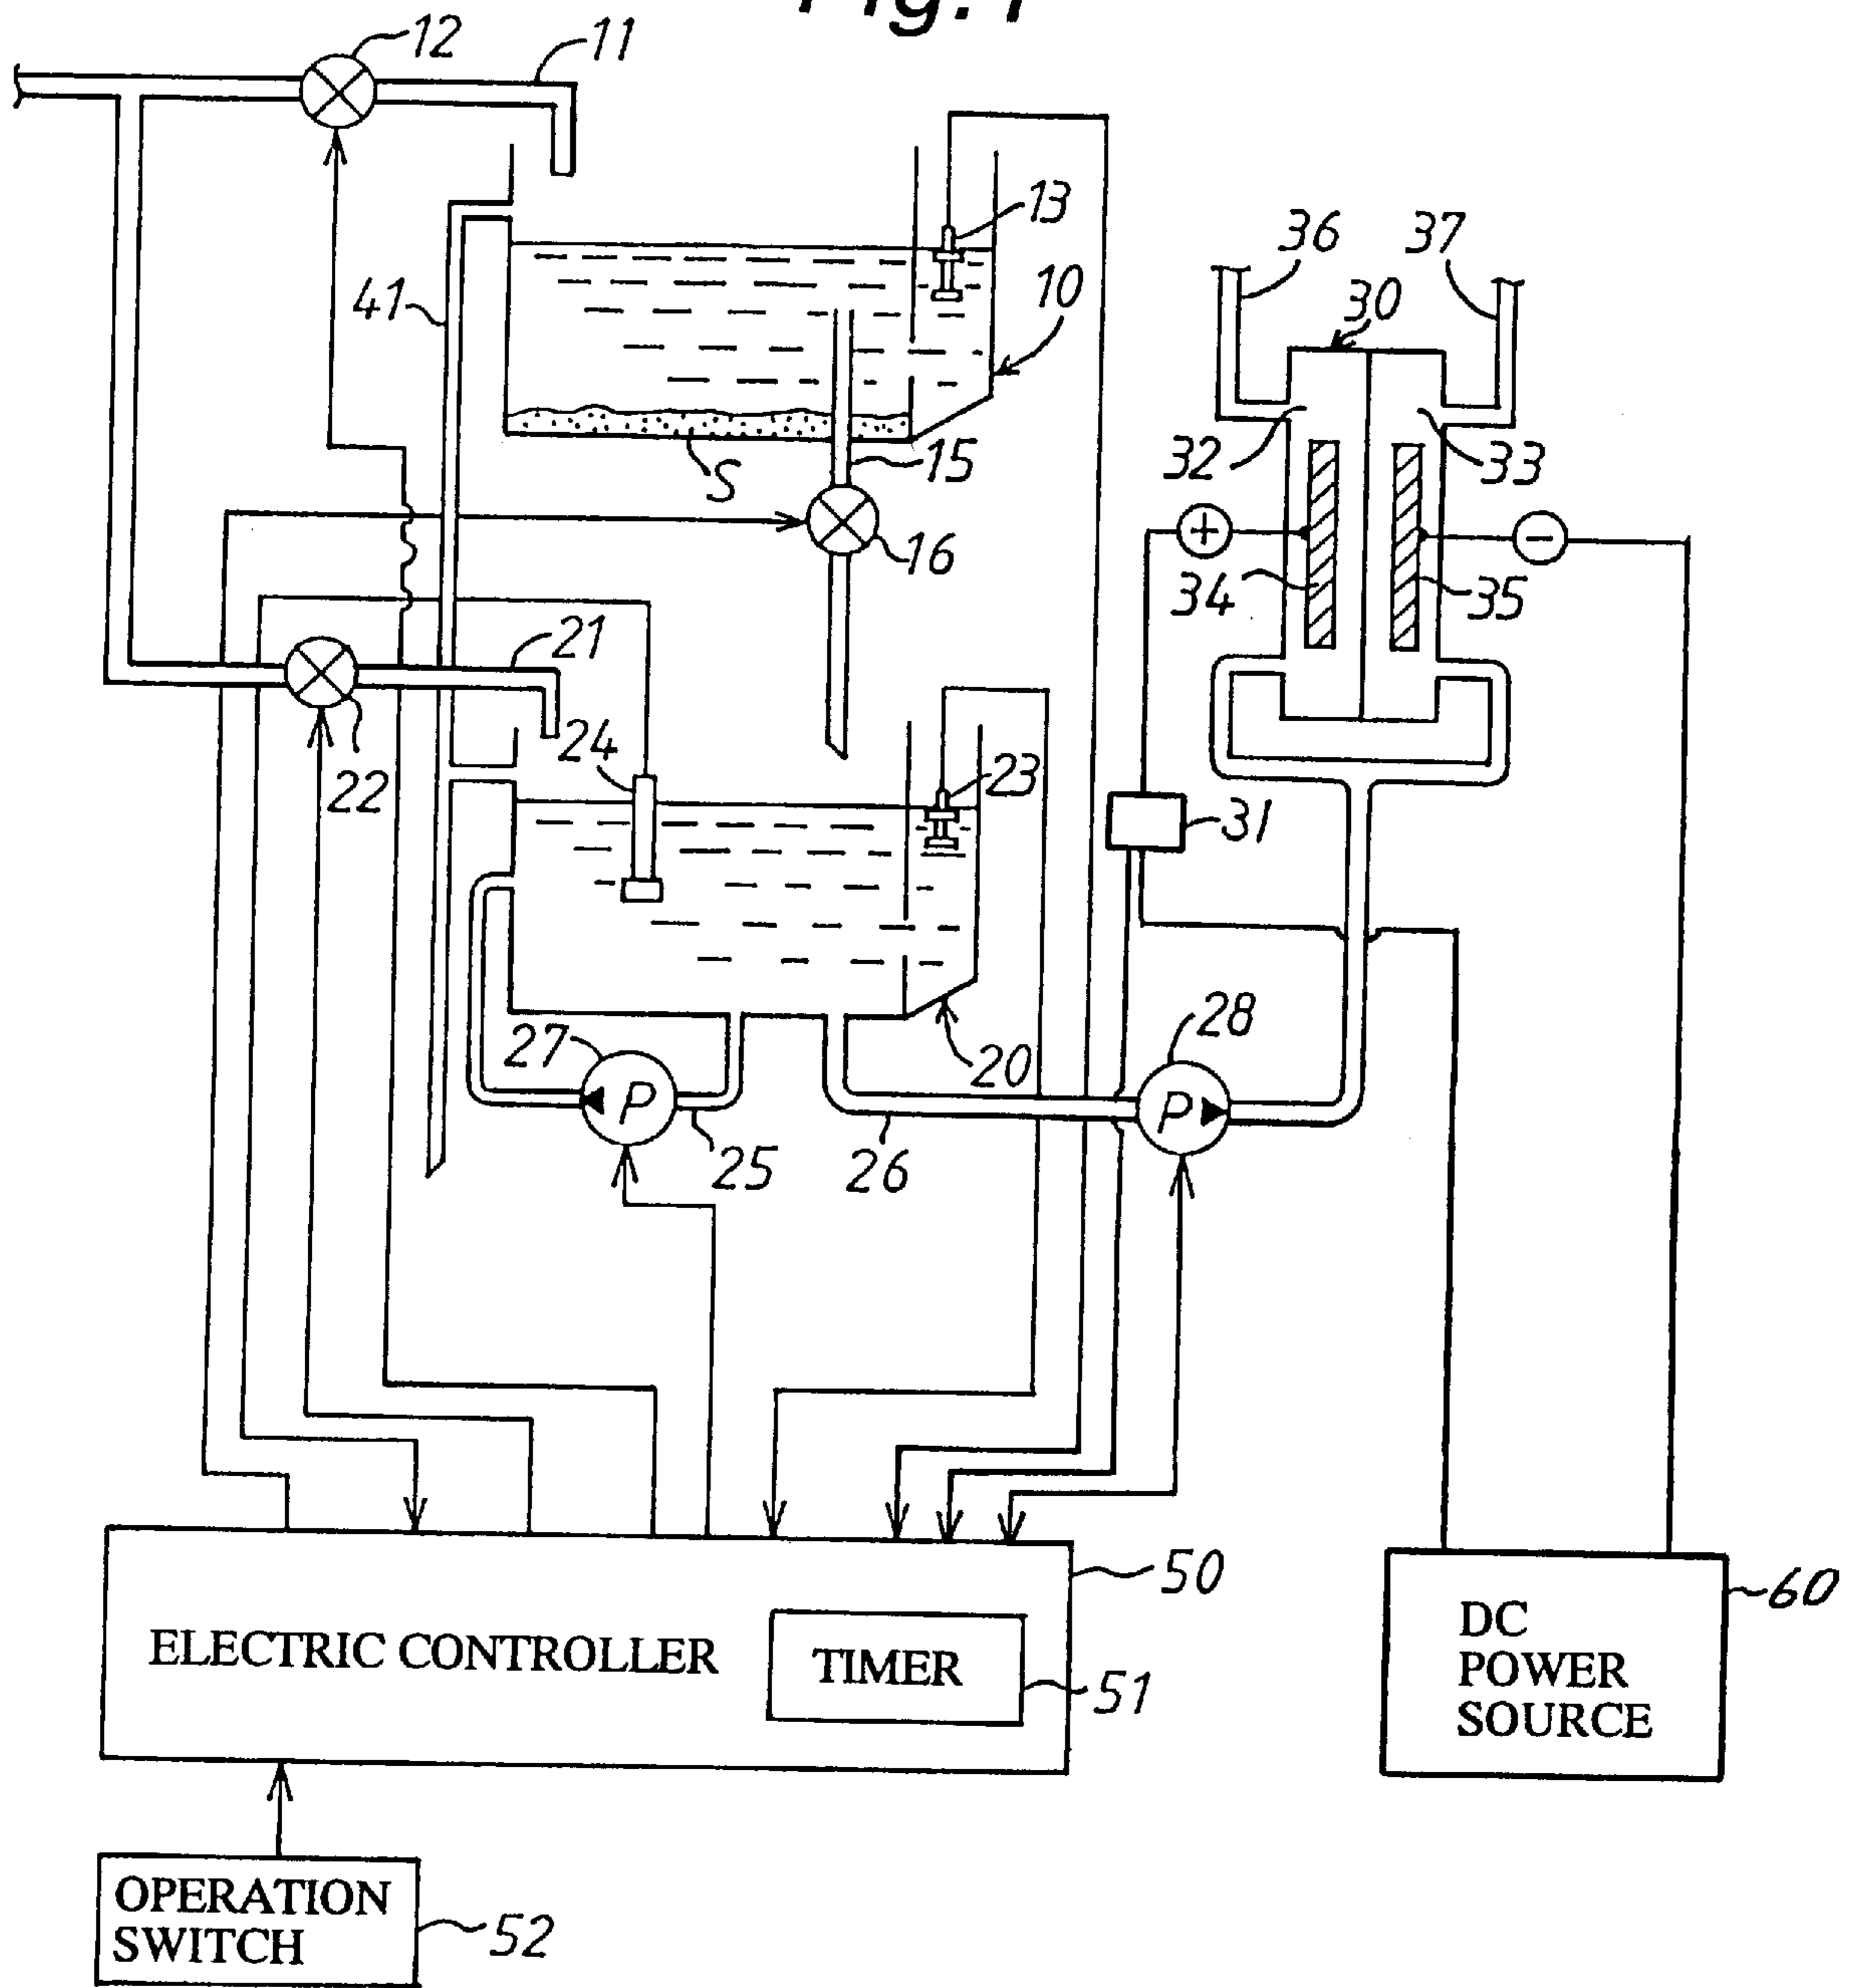 Fig. 1
12
11
13
36
37
10
30
41
32
33
S
15
16
34
35
21
24
22
23
31
28
27
20
25
26
50
ELECTRIC CONTROLLER
TIMER
51
60
DC
POWER
SOURCE
OPERATION
SWITCH
52
+
−
P
P